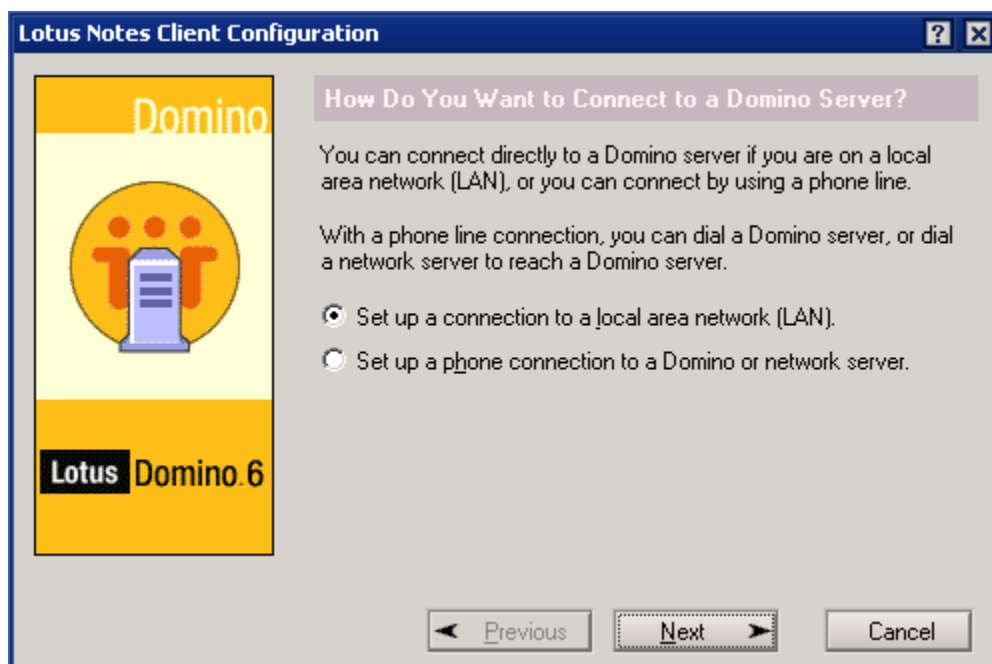 Lotus Notes Client Configuration
Domino
Lotus Domino.6
How Do You Want to Connect to a Domino Server?
You can connect directly to a Domino server if you are on a local
area network (LAN), or you can connect by using a phone line.
With a phone line connection, you can dial a Domino server, or dial
a network server to reach a Domino server.
Set up a connection to a local area network (LAN).
Set up a phone connection to a Domino or network server.
Previous
Next
Cancel